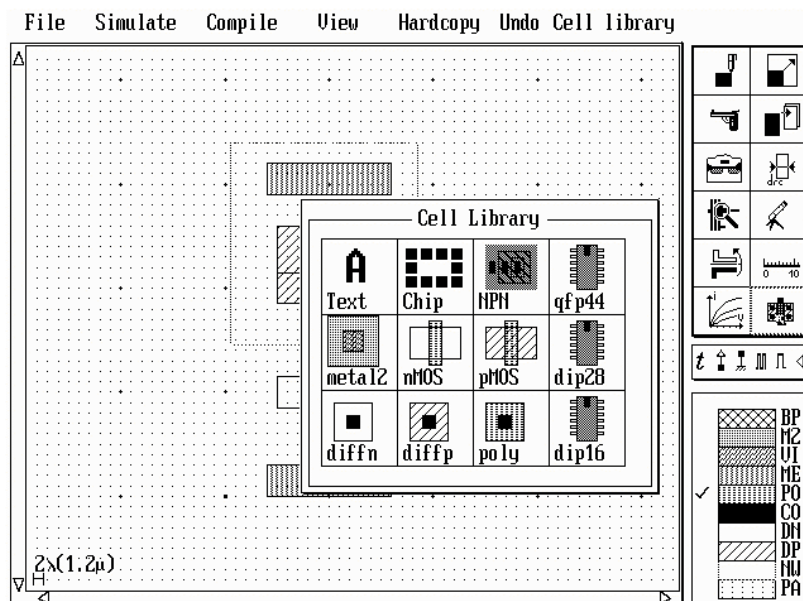 File Simulate Compile View Hardcopy Undo Cell library
drc
Cell Library
Text Chip NPN qfp44
0 10
i
v
metal2 nMOS pMOS dip28
t
BP
M2
VI
diffn diffp poly dip16
ME
PO
CO
DN
2λ(1.2µ)
DP
NW
PA